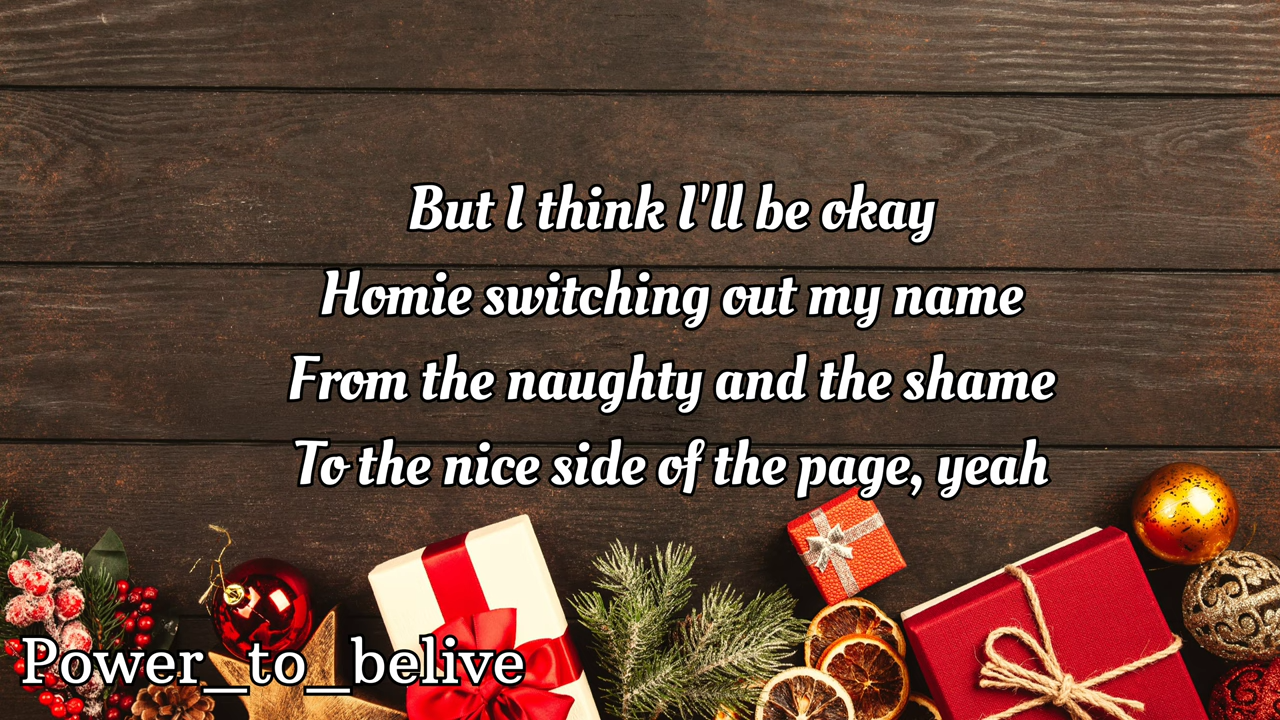 But I think I'll be okay
Homie switching out my name
From the naughty and the shame
To the nice side of the page, yeah
Power_to_belive